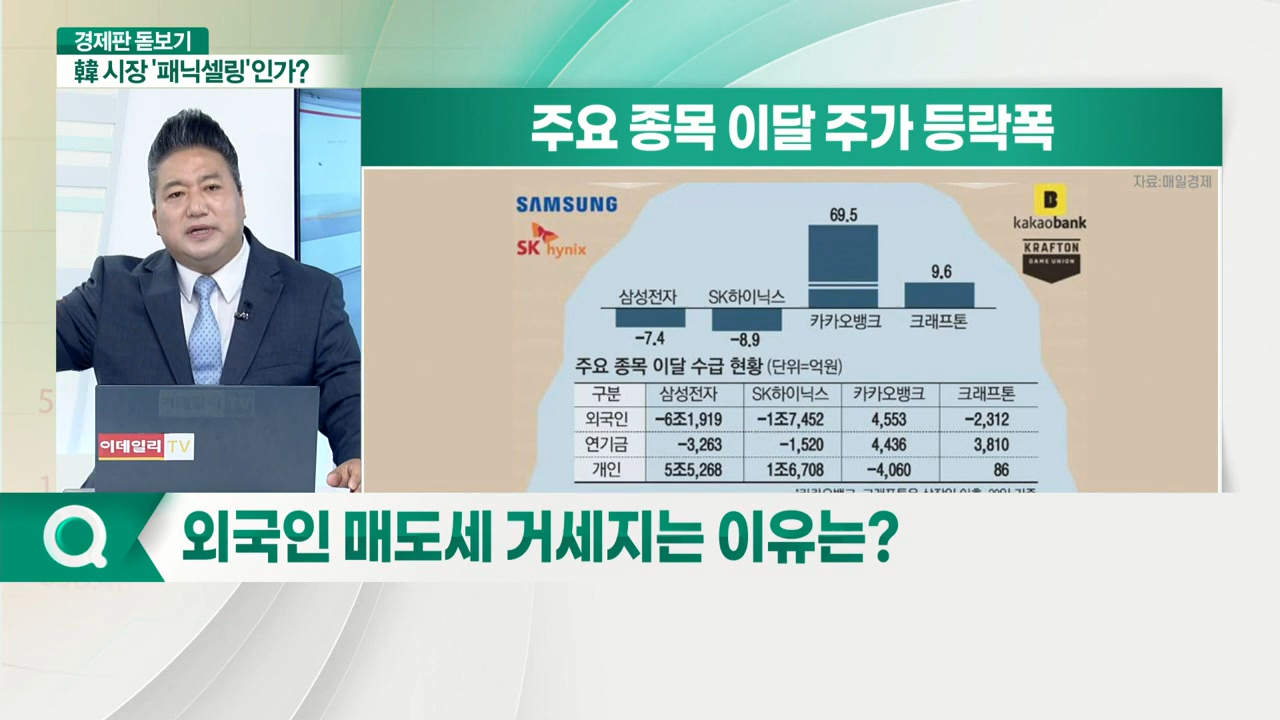 경제판 돋보기
韓 시장 '패닉셀링'인가?
주요 종목 이달 주가 등락폭
자료:매일경제
SAMSUNG
SK hynix
kakaobank
KRAFTON
GAME UNION
69.5
9.6
삼성전자 SK하이닉스
카카오뱅크 크래프톤
-7.4
-8.9
주요 종목 이달 수급 현황 (단위=억원)
구분 삼성전자 SK하이닉스 카카오뱅크 크래프톤
외국인 -6조1,919 -1조7,452 4,553 -2,312
연기금 -3,263 -1,520 4,436 3,810
개인 5조5,268 1조6,708 -4,060 86
이데일리 TV
외국인 매도세 거세지는 이유는?